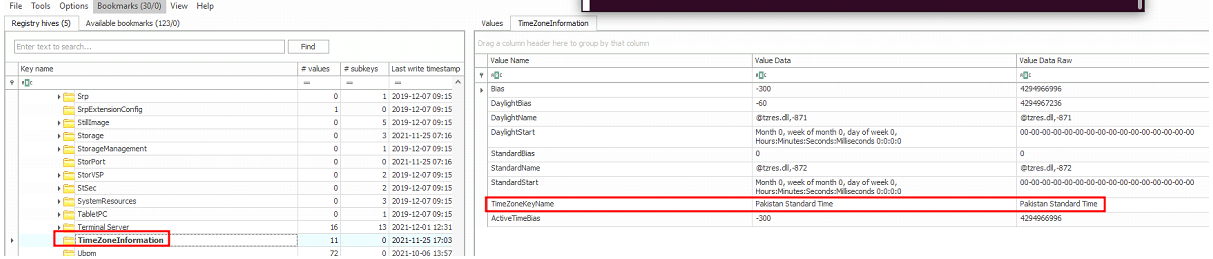 File Tools Options Bookmarks (30/0) View Help
Registry hives (5) Available bookmarks (123/0)
Enter text to search... Find
Key name # values # subkeys Last write timestamp
= = =
Srp 0 1 2019-12-07 09:15
SrpExtensionConfig 1 0 2019-12-07 09:15
StillImage 0 5 2019-12-07 09:15
Storage 0 3 2021-11-25 07:16
StorageManagement 0 1 2019-12-07 09:15
StorPort 0 0 2021-11-25 07:16
StorVSP 0 2 2019-12-07 09:15
StSec 0 2 2019-12-07 09:15
SystemResources 0 3 2019-12-07 09:15
TabletPC 0 1 2019-12-07 09:15
Terminal Server 16 13 2021-12-01 12:31
TimeZoneInformation 11 0 2021-11-25 17:03
Ubpm 72 0 2021-10-06 13:57
Values TimeZoneInformation
Drag a column header here to group by that column
Value Name Value Data Value Data Raw
Bias -300 4294966996
DaylightBias -60 4294967236
DaylightName @tzres.dll,-871 @tzres.dll,-871
DaylightStart Month 0, week of month 0, day of week 0, 00-00-00-00-00-00-00-00-00-00-00-00-00-00-00-00
Hours:Minutes:Seconds:Milliseconds 0:0:0:0
StandardBias 0 0
StandardName @tzres.dll,-872 @tzres.dll,-872
StandardStart Month 0, week of month 0, day of week 0, 00-00-00-00-00-00-00-00-00-00-00-00-00-00-00-00
Hours:Minutes:Seconds:Milliseconds 0:0:0:0
TimeZoneKeyName Pakistan Standard Time Pakistan Standard Time
ActiveTimeBias -300 4294966996